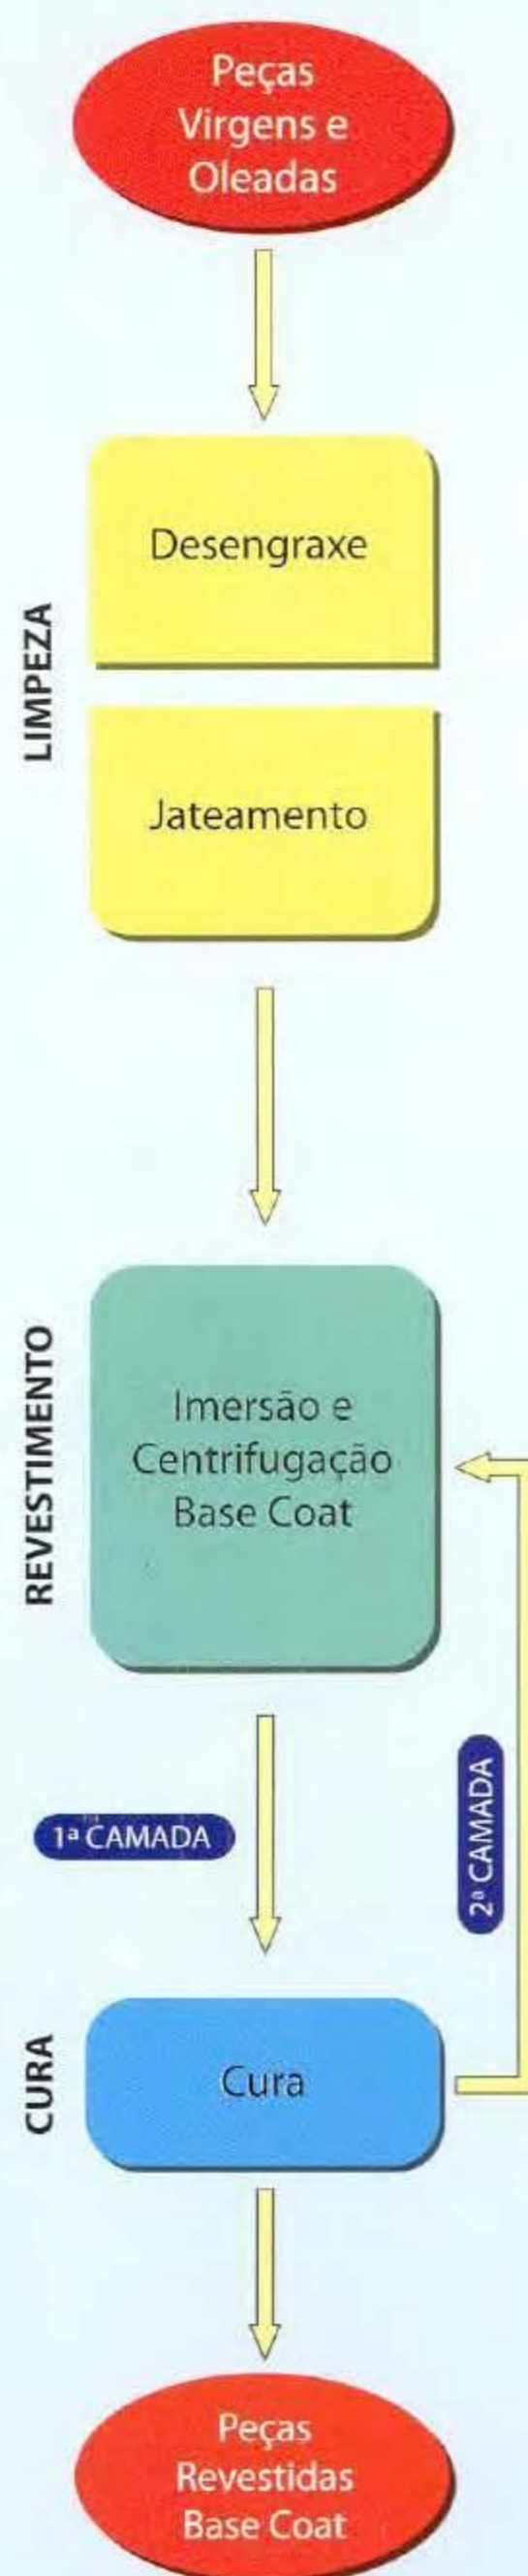 Peças
Virgens e
Oleadas
LIMPEZA
Desengraxe
Jateamento
REVESTIMENTO
Imersão e
Centrifugação
Base Coat
1ª CAMADA
2ª CAMADA
CURA
Cura
Peças
Revestidas
Base Coat